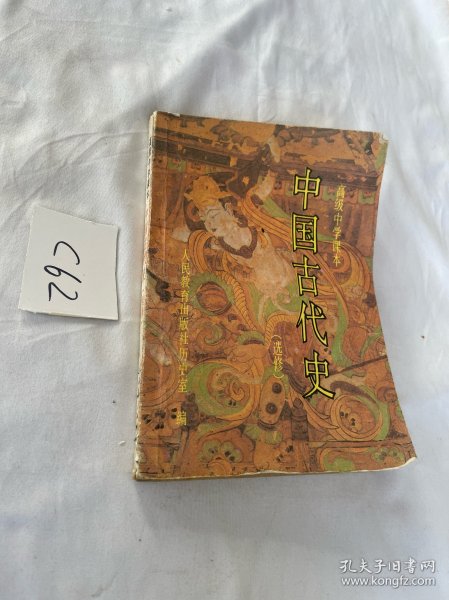 高级中学课本
中国古代史
（选修）
人民教育出版社历史室 编
C62
孔夫子旧书网
www.kongfz.com